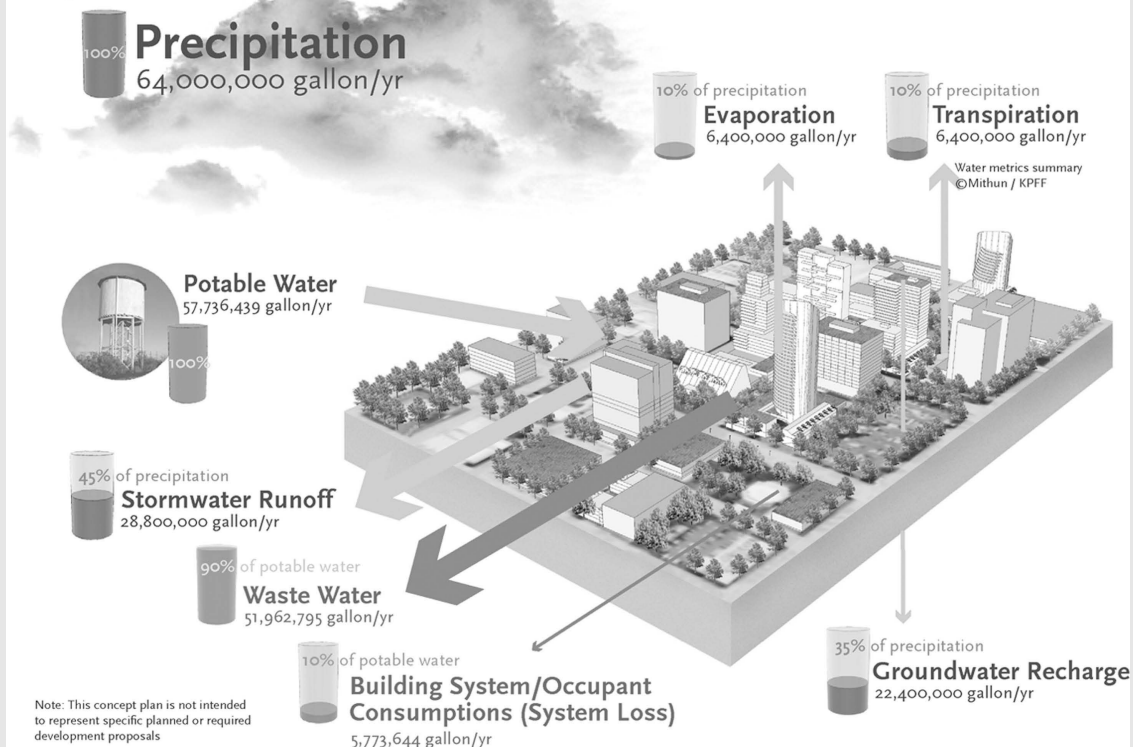 100%
Precipitation
64,000,000 gallon/yr
10% of precipitation
Evaporation
6,400,000 gallon/yr
10% of precipitation
Transpiration
6,400,000 gallon/yr
Water metrics summary
©Mithun / KPFF
Potable Water
57,736,439 gallon/yr
100%
45% of precipitation
Stormwater Runoff
28,800,000 gallon/yr
90% of potable water
Waste Water
51,962,795 gallon/yr
10% of potable water
Building System/Occupant
Consumptions (System Loss)
5,773,644 gallon/yr
35% of precipitation
Groundwater Recharge
22,400,000 gallon/yr
Note: This concept plan is not intended
to represent specific planned or required
development proposals